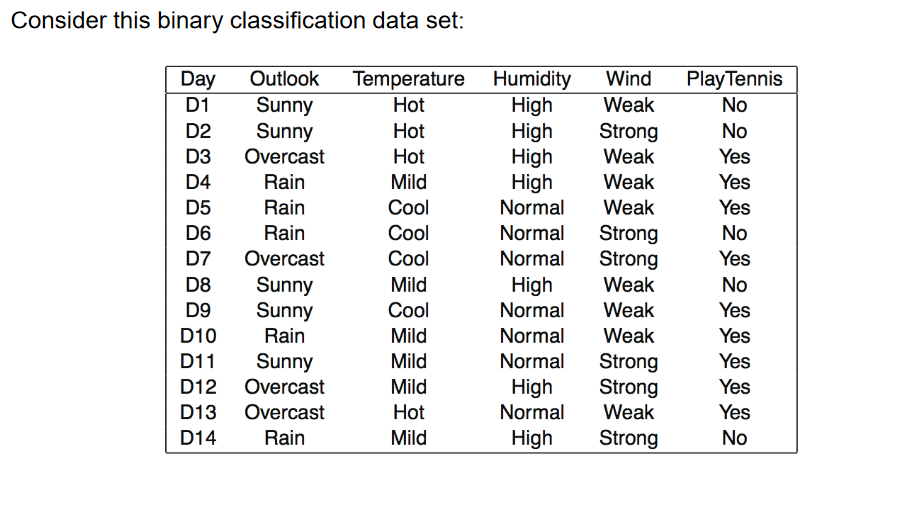 Consider this binary classification data set:
Day Outlook Temperature Humidity Wind PlayTennis
D1 Sunny Hot High Weak No
D2 Sunny Hot High Strong No
D3 Overcast Hot High Weak Yes
D4 Rain Mild High Weak Yes
D5 Rain Cool Normal Weak Yes
D6 Rain Cool Normal Strong No
D7 Overcast Cool Normal Strong Yes
D8 Sunny Mild High Weak No
D9 Sunny Cool Normal Weak Yes
D10 Rain Mild Normal Weak Yes
D11 Sunny Mild Normal Strong Yes
D12 Overcast Mild High Strong Yes
D13 Overcast Hot Normal Weak Yes
D14 Rain Mild High Strong No